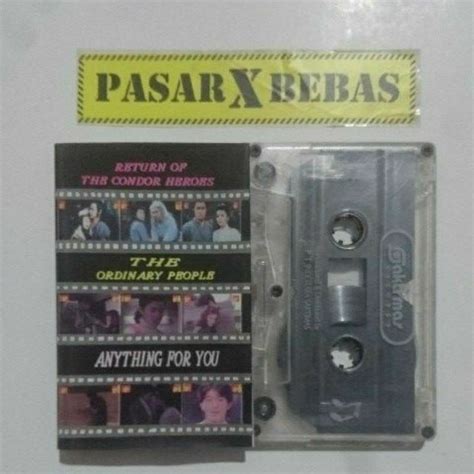 PASAR X BEBAS
RETURN OF
THE CONDOR HEROES
THE
ORDINARY PEOPLE
ANYTHING FOR YOU